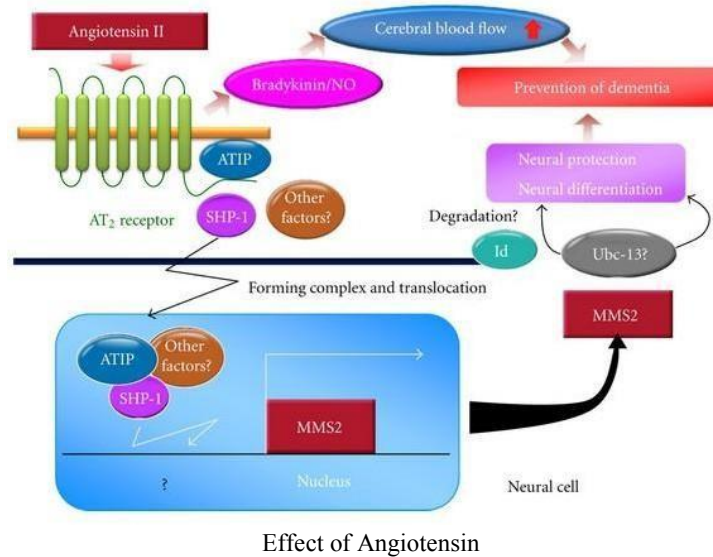 Angiotensin II
Cerebral blood flow
Bradykinin/NO
Prevention of dementia
ATIP
Neural protection
Neural differentiation
AT₂ receptor
SHP-1
Other
factors?
Degradation?
Id
Ubc-13?
Forming complex and translocation
MMS2
ATIP
Other
factors?
SHP-1
MMS2
?
Nucleus
Neural cell
Effect of Angiotensin